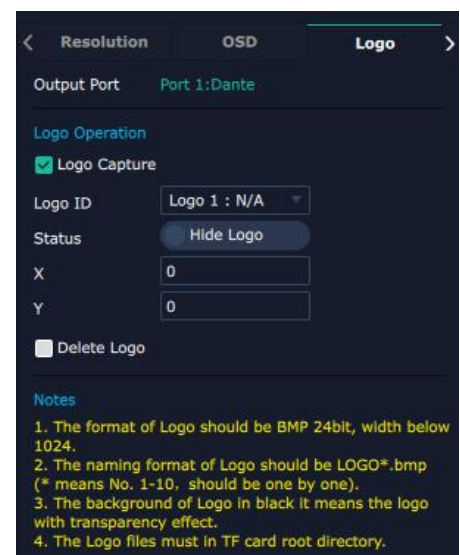 Resolution OSD Logo
Output Port Port 1:Dante
Logo Operation
Logo Capture
Logo ID Logo 1 : N/A
Status Hide Logo
X 0
Y 0
Delete Logo
Notes
1. The format of Logo should be BMP 24bit, width below
1024.
2. The naming format of Logo should be LOGO*.bmp
(* means No. 1-10, should be one by one).
3. The background of Logo in black it means the logo
with transparency effect.
4. The Logo files must in TF card root directory.